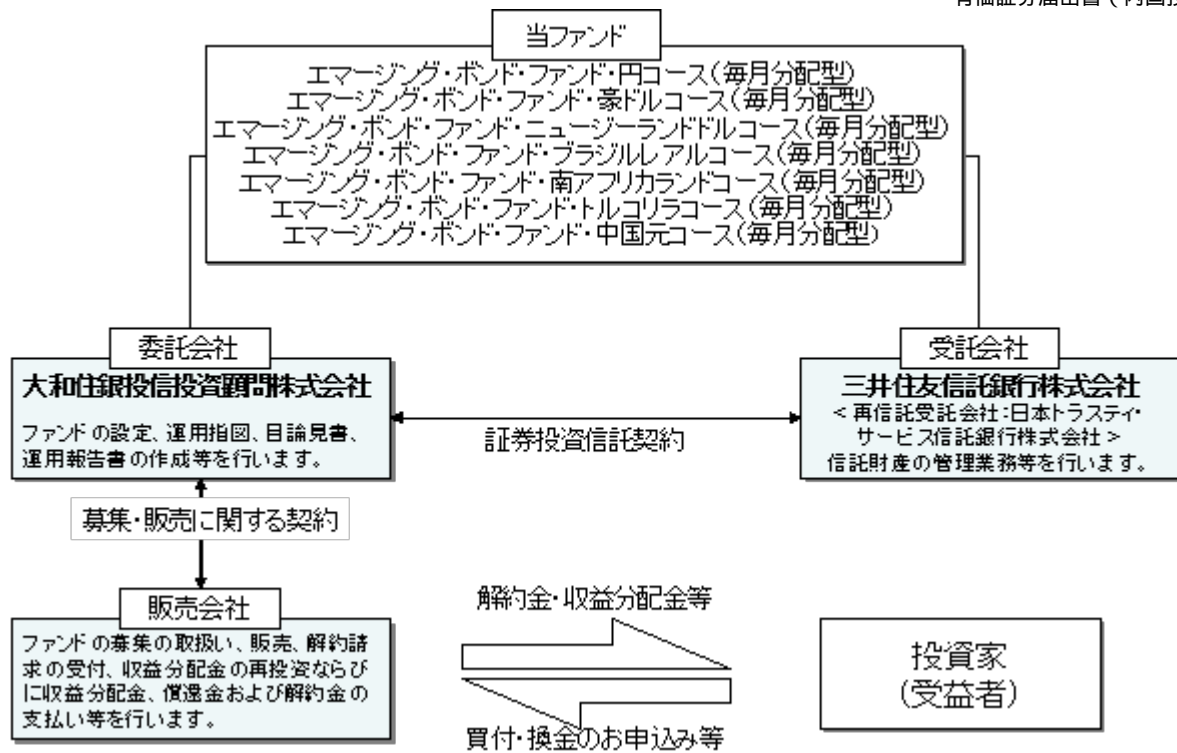 当ファンド
エマージング・ボンド・ファンド・円コース(毎月分配型)
エマージング・ボンド・ファンド・豪ドルコース(毎月分配型)
エマージング・ボンド・ファンド・ニュージーランドドルコース(毎月分配型)
エマージング・ボンド・ファンド・ブラジルレアルコース(毎月分配型)
エマージング・ボンド・ファンド・南アフリカランドコース(毎月分配型)
エマージング・ボンド・ファンド・トルコリラコース(毎月分配型)
エマージング・ボンド・ファンド・中国元コース(毎月分配型)
委託会社
大和住銀投信投資顧問株式会社
ファンドの設定、運用指図、目論見書、
運用報告書の作成等を行います。
証券投資信託契約
受託会社
三井住友信託銀行株式会社
<再信託受託会社:日本トラスティ・
サービス信託銀行株式会社>
信託財産の管理業務等を行います。
募集・販売に関する契約
販売会社
ファンドの募集の取扱い、販売、解約請
求の受付、収益分配金の再投資ならび
に収益分配金、償還金および解約金の
支払い等を行います。
解約金・収益分配金等
買付・換金のお申込み等
投資家
(受益者)